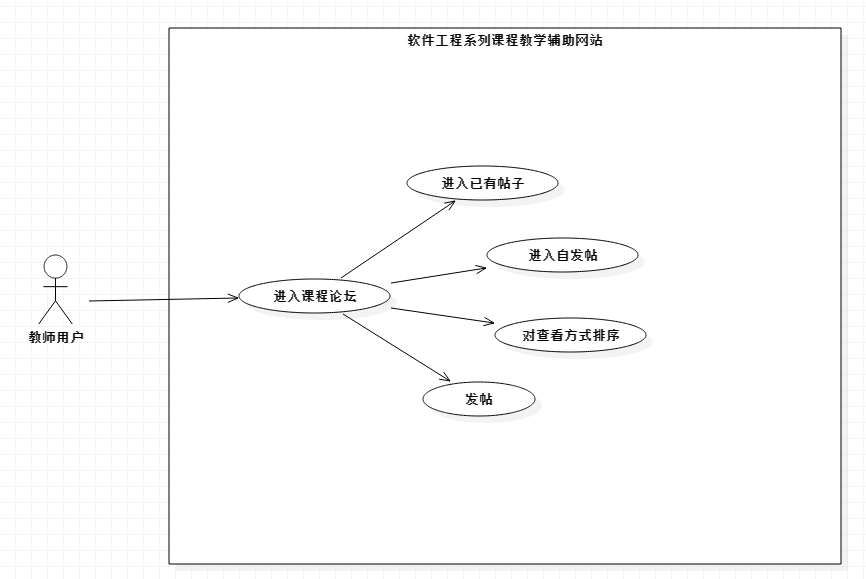 软件工程系列课程教学辅助网站
进入已有帖子
进入自发帖
进入课程论坛
对查看方式排序
教师用户
发帖